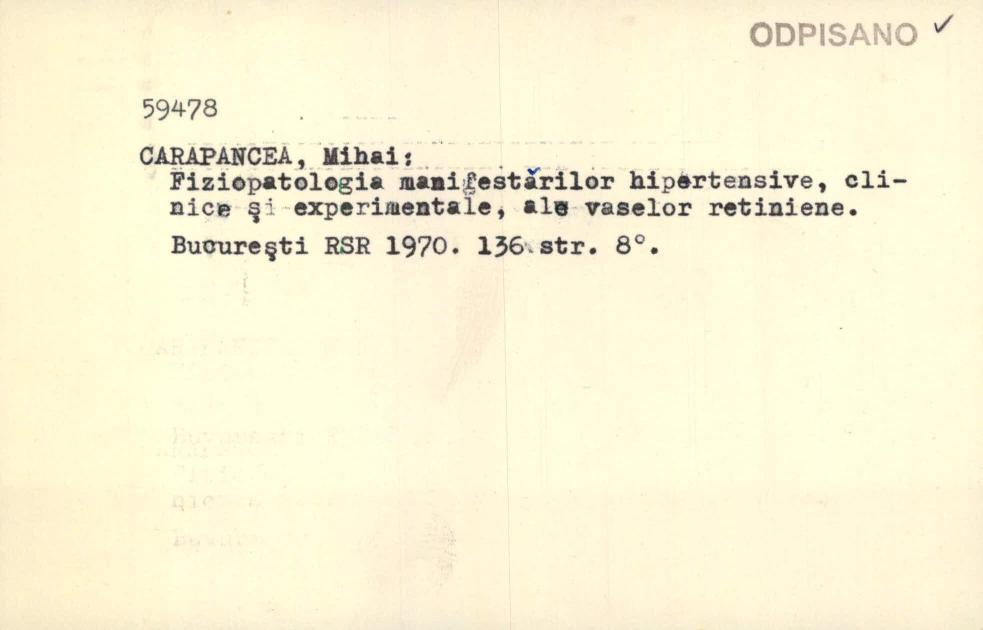 ODPISANO ✓
59478
CARAPANCEA, Mihai:
Fiziopatologia manifestărilor hipertensive, cli-
nice şi experimentale, ale vaselor retiniene.
Bucureşti RSR 1970. 136 str. 8°.